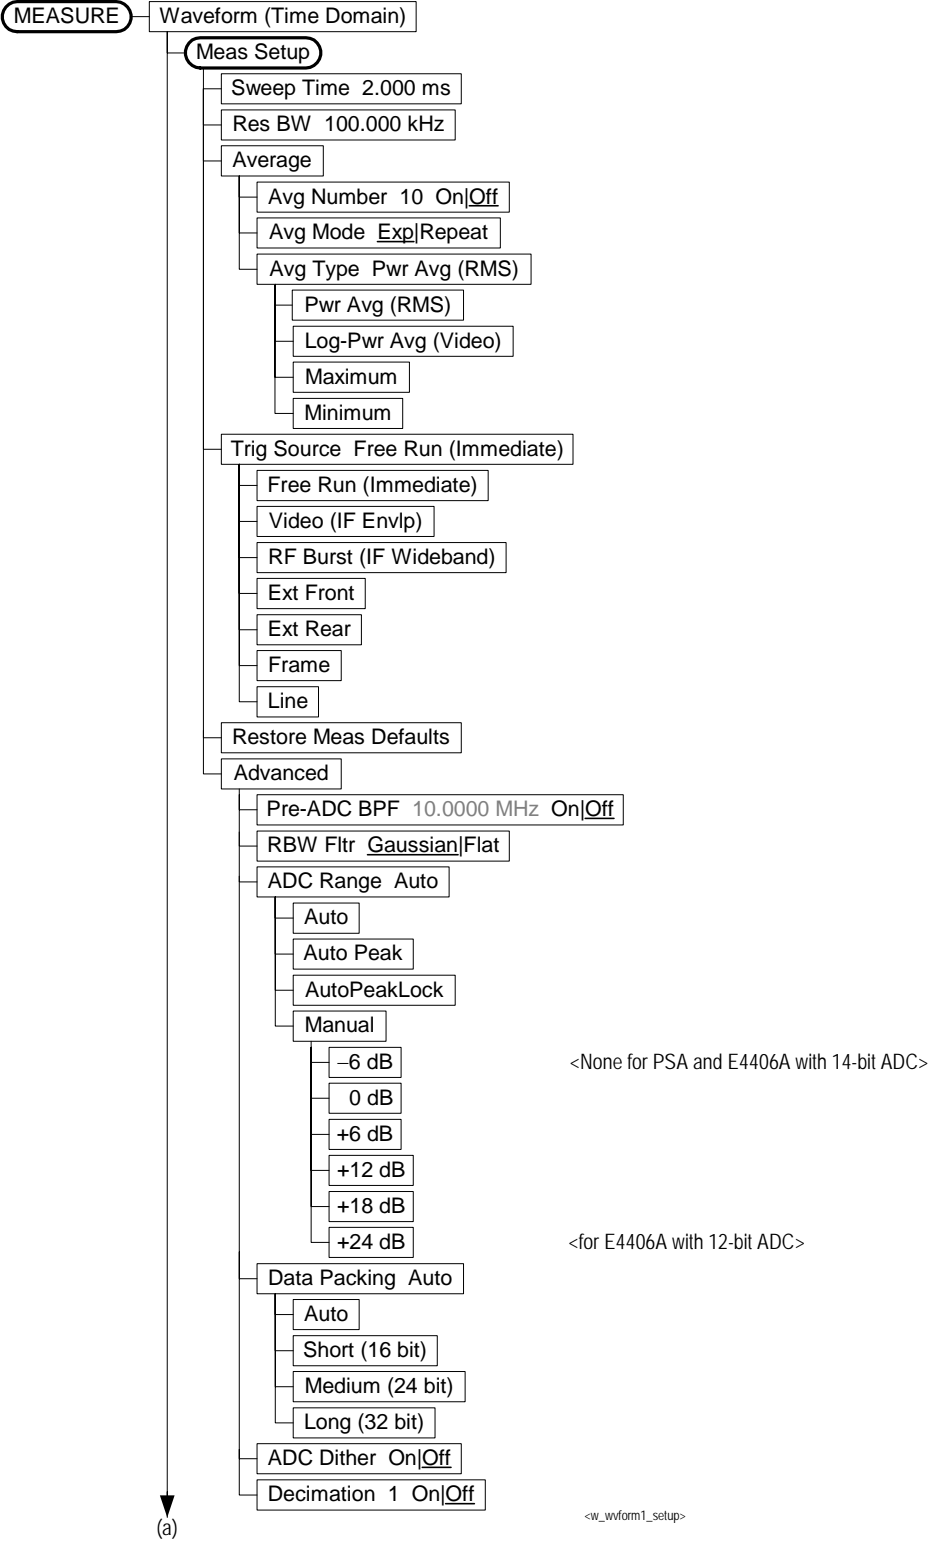 MEASURE Waveform (Time Domain)
Meas Setup
Sweep Time 2.000 ms
Res BW 100.000 kHz
Average
Avg Number 10 On|Off
Avg Mode Exp|Repeat
Avg Type Pwr Avg (RMS)
Pwr Avg (RMS)
Log-Pwr Avg (Video)
Maximum
Minimum
Trig Source Free Run (Immediate)
Free Run (Immediate)
Video (IF Envlp)
RF Burst (IF Wideband)
Ext Front
Ext Rear
Frame
Line
Restore Meas Defaults
Advanced
Pre-ADC BPF 10.0000 MHz On|Off
RBW Fltr Gaussian|Flat
ADC Range Auto
Auto
Auto Peak
AutoPeakLock
Manual
–6 dB <None for PSA and E4406A with 14-bit ADC>
0 dB
+6 dB
+12 dB
+18 dB
+24 dB <for E4406A with 12-bit ADC>
Data Packing Auto
Auto
Short (16 bit)
Medium (24 bit)
Long (32 bit)
ADC Dither On|Off
Decimation 1 On|Off
<w_wvform1_setup>
(a)